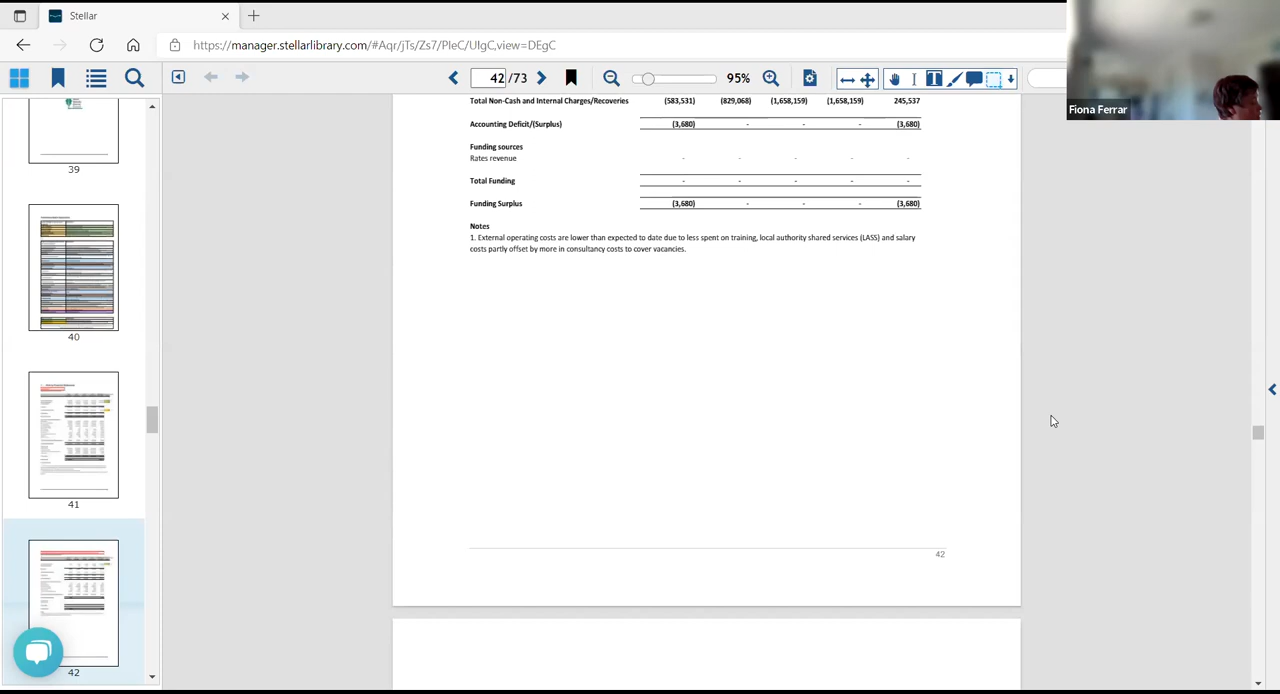 Stellar
https://manager.stellarlibrary.com/#Aqr/jTs/Zs7/PIeC/UIgC,view=DEgC
42 /73
95%
Fiona Ferrar
Total Non-Cash and Internal Charges/Recoveries (583,531) (829,068) (1,658,159) (1,658,159) 245,537
Accounting Deficit/(Surplus) (3,680) - - - (3,680)
Funding sources
Rates revenue - - - - -
Total Funding - - - - -
Funding Surplus (3,680) - - - (3,680)
Notes
1. External operating costs are lower than expected to date due to less spent on training, local authority shared services (LASS) and salary
costs partly offset by more in consultancy costs to cover vacancies.
42
39
40
41
42